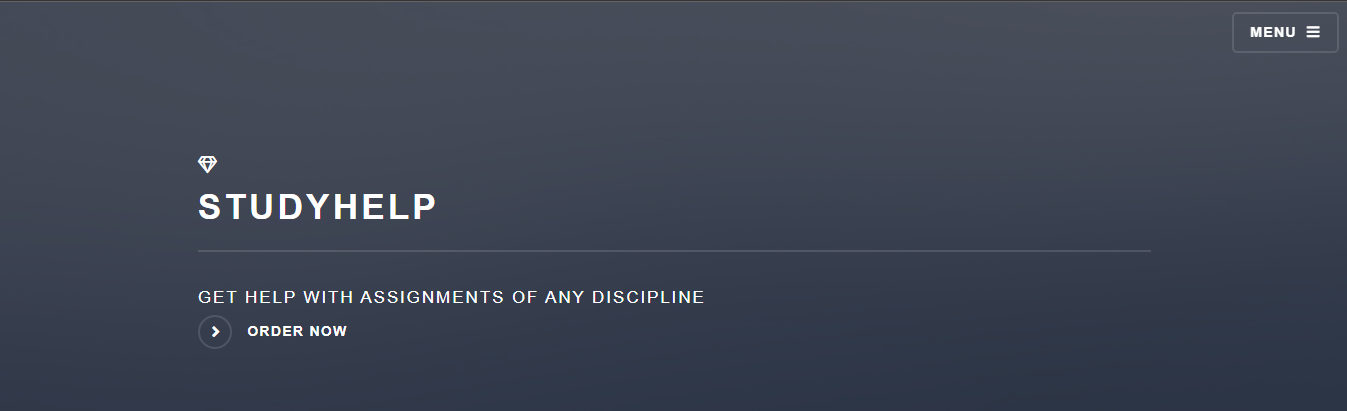 MENU
STUDYHELP
GET HELP WITH ASSIGNMENTS OF ANY DISCIPLINE
ORDER NOW